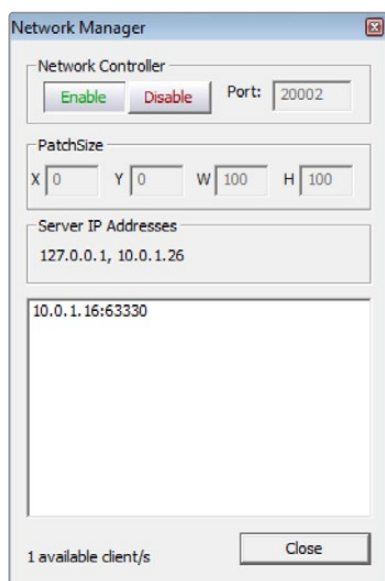 Network Manager
Network Controller
Enable Disable Port: 20002
PatchSize
X 0 Y 0 W 100 H 100
Server IP Addresses
127.0.0.1, 10.0.1.26
10.0.1.16:63330
1 available client/s Close